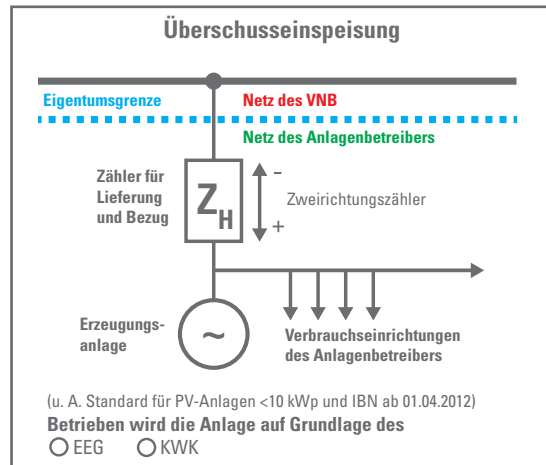 Überschusseinspeisung
Eigentumsgrenze
Netz des VNB
Netz des Anlagenbetreibers
Zähler für
Lieferung
und Bezug
Z_H
-
Zweirichtungszähler
+
Erzeugungs-
anlage
~
Verbrauchseinrichtungen
des Anlagenbetreibers
(u. A. Standard für PV-Anlagen <10 kWp und IBN ab 01.04.2012)
Betrieben wird die Anlage auf Grundlage des
EEG KWK